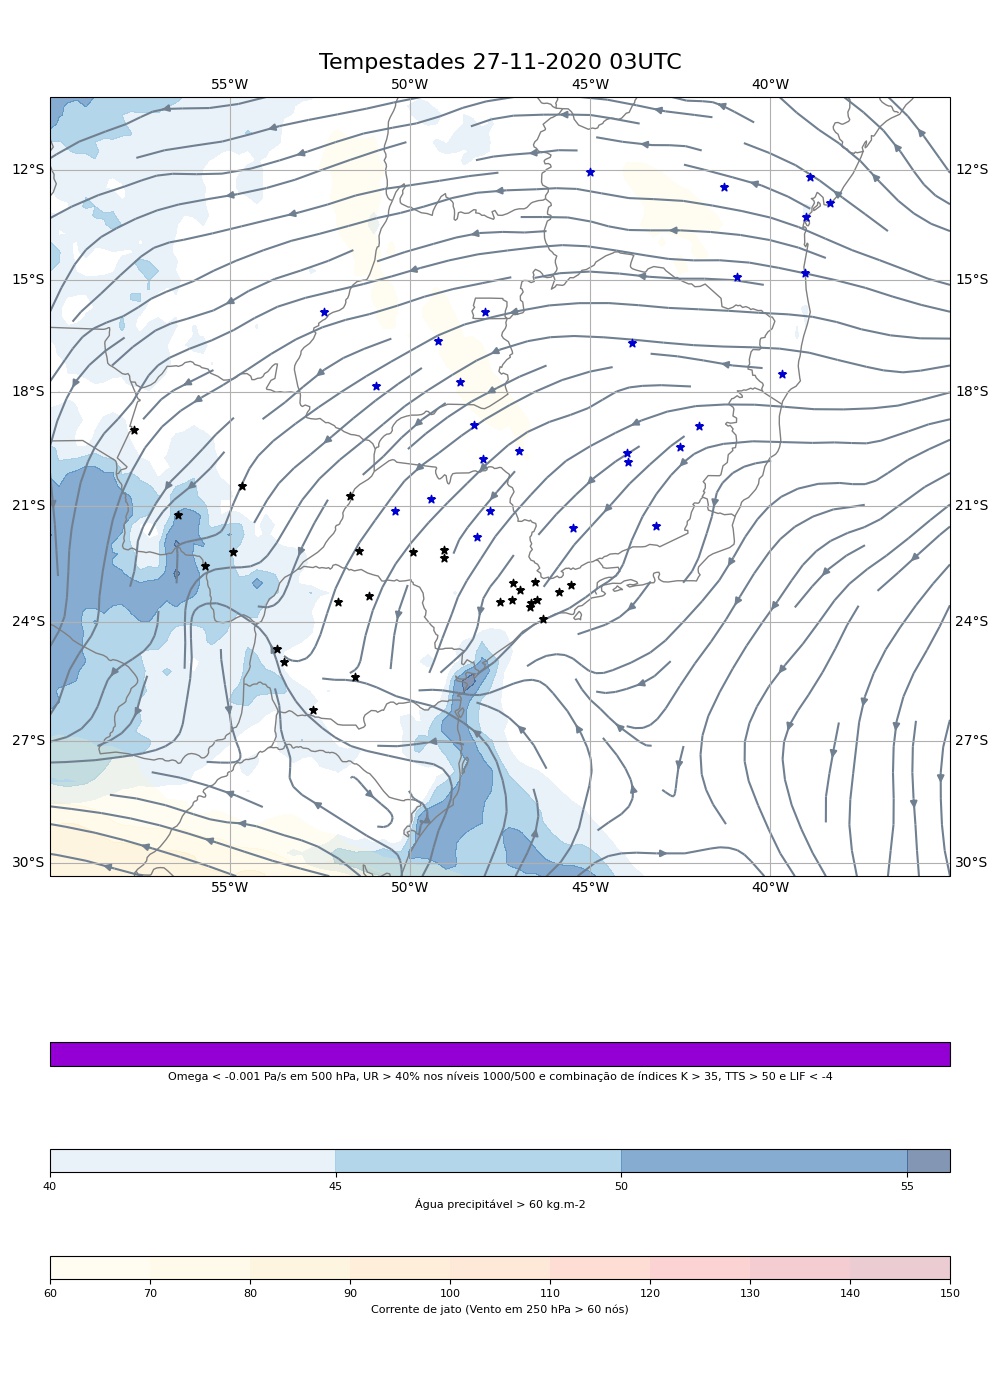 Tempestades 27-11-2020 03UTC
55°W 50°W 45°W 40°W
12°S 12°S
15°S 15°S
18°S 18°S
21°S 21°S
24°S 24°S
27°S 27°S
30°S 30°S
55°W 50°W 45°W 40°W
Omega < -0.001 Pa/s em 500 hPa, UR > 40% nos níveis 1000/500 e combinação de índices K > 35, TTS > 50 e LIF < -4
40 45 50 55
Água precipitável > 60 kg.m-2
60 70 80 90 100 110 120 130 140 150
Corrente de jato (Vento em 250 hPa > 60 nós)